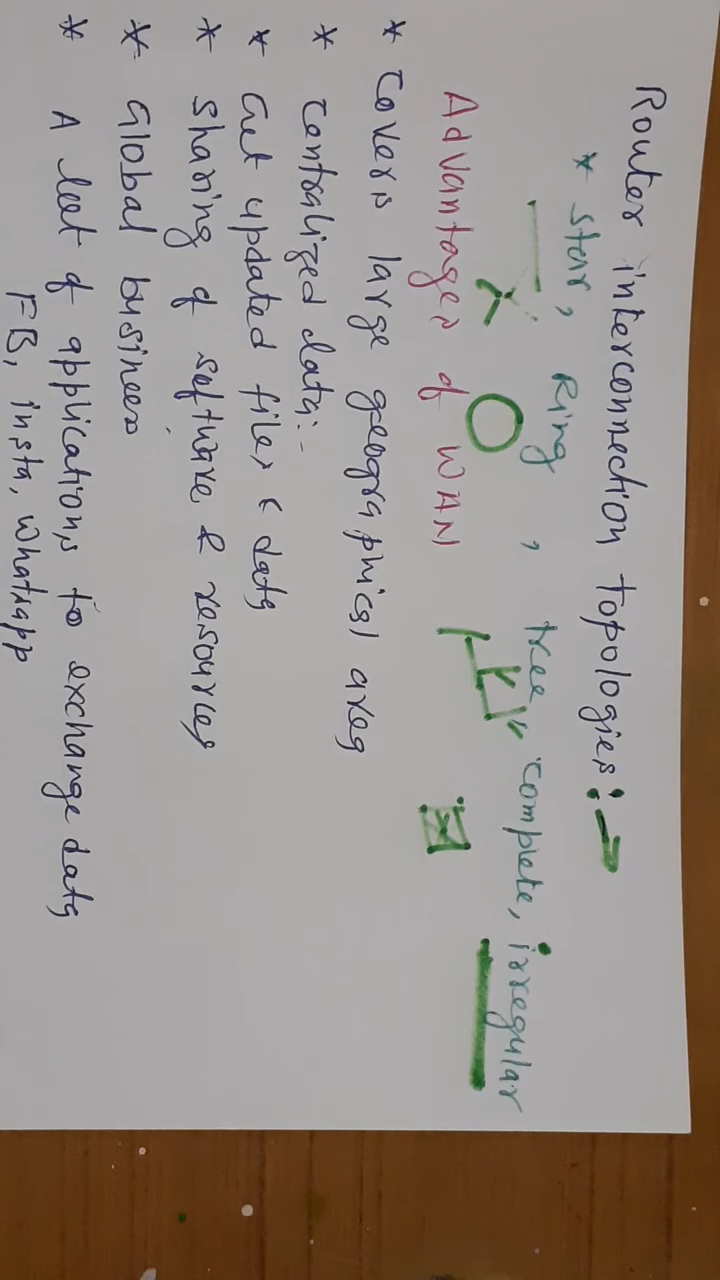 Router interconnection topologies:→
* star, Ring, tree, complete, irregular
Advantages of WAN
* Covers large geographical area
* Centralized data:-
* Get updated files & data
* Sharing of software & resources
* Global business
* A lot of applications to exchange data
FB, insta, whatsapp